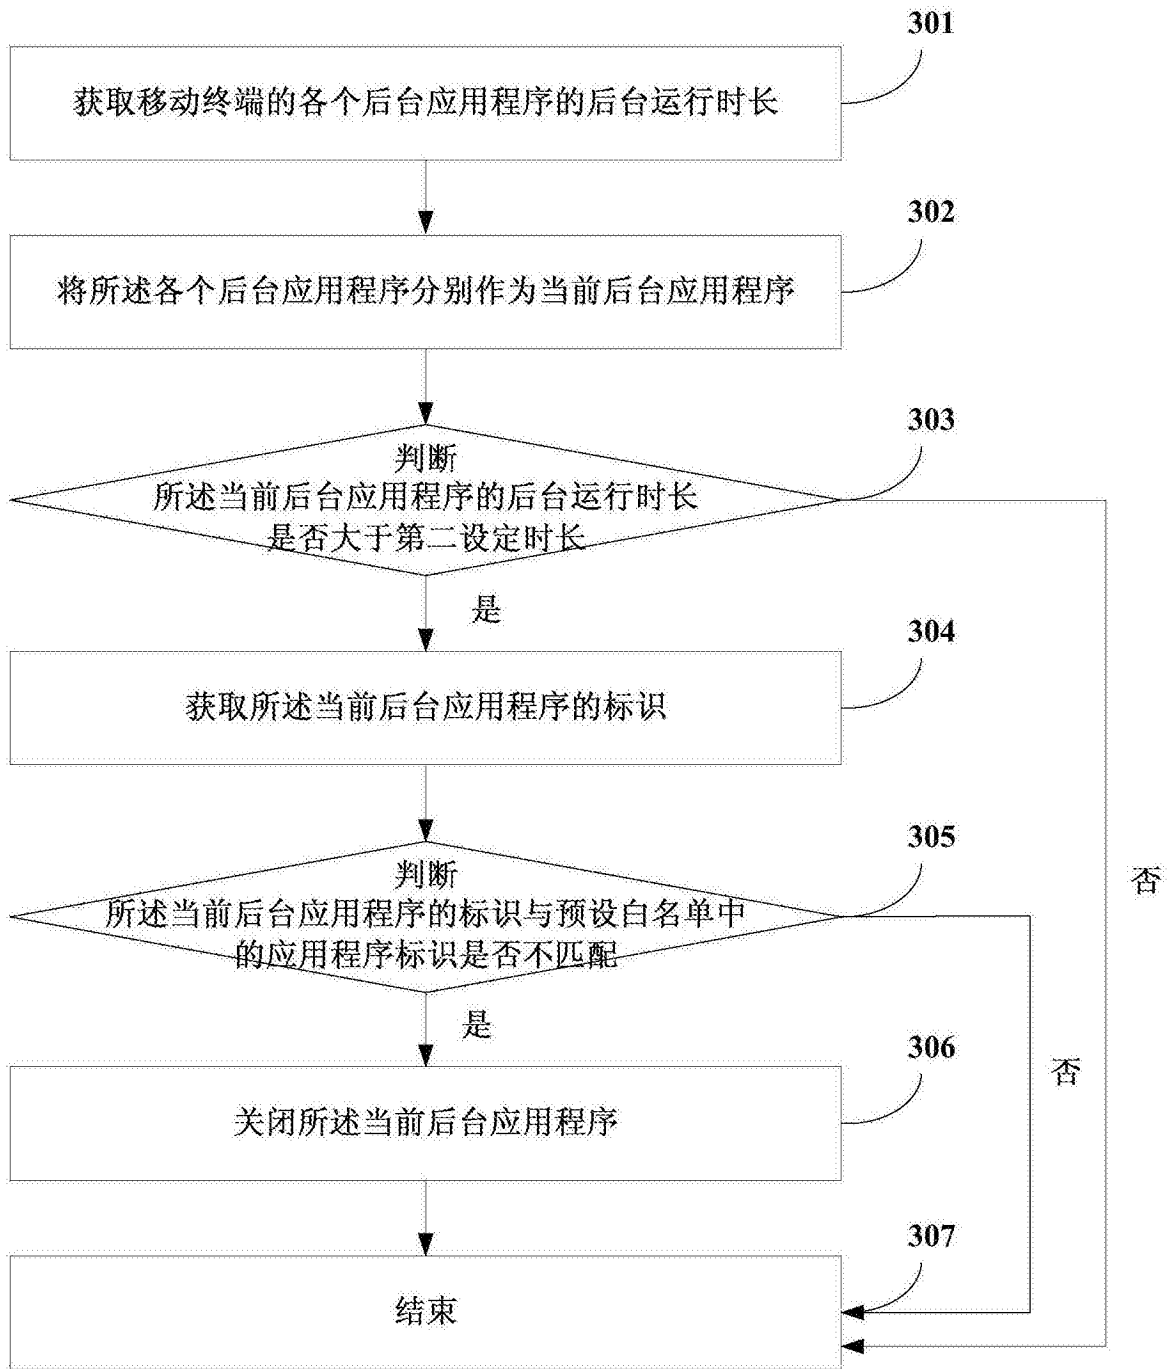 301
获取移动终端的各个后台应用程序的后台运行时长
302
将所述各个后台应用程序分别作为当前后台应用程序
303
判断
所述当前后台应用程序的后台运行时长
是否大于第二设定时长
是
304
获取所述当前后台应用程序的标识
305
判断
所述当前后台应用程序的标识与预设白名单中
的应用程序标识是否不匹配
否
是
306
否
关闭所述当前后台应用程序
307
结束